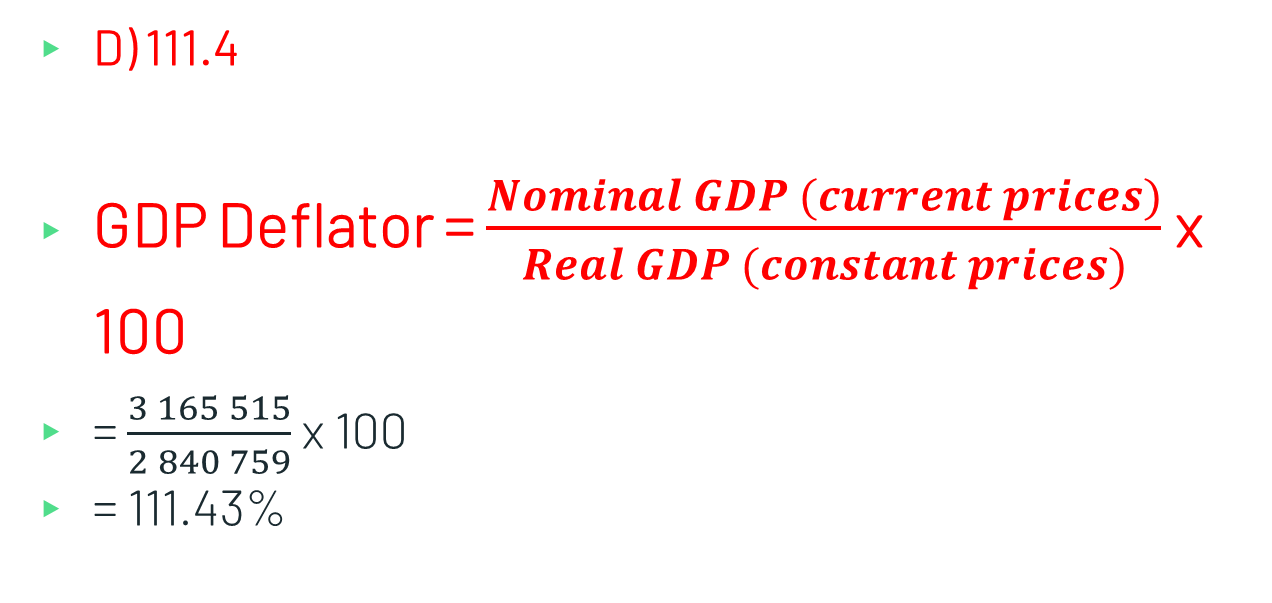 D) 111.4
GDP Deflator = Nominal GDP (current prices) / Real GDP (constant prices) x
100
= 3 165 515 / 2 840 759 x 100
= 111.43%